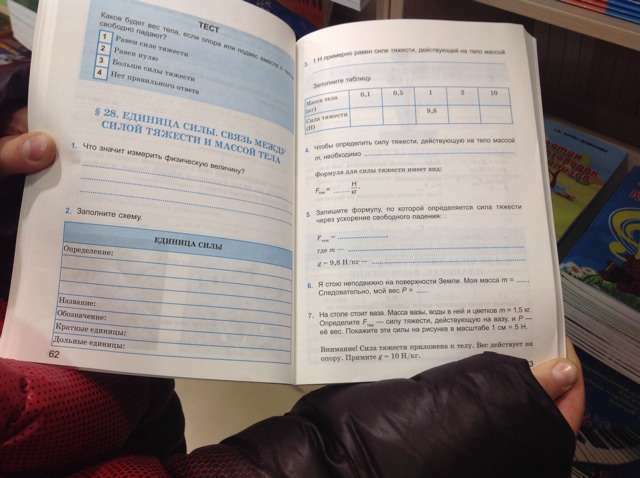 ТЕСТ
Какое будет вес тела, если опора или подвес вместе с
свободно падают?
1 Равен силе тяжести
2 Равен нулю
3 Больше силы тяжести
4 Нет правильного ответа
§ 28. ЕДИНИЦА СИЛЫ. СВЯЗЬ МЕЖДУ
СИЛОЙ ТЯЖЕСТИ И МАССОЙ ТЕЛА
1. Что значит измерить физическую величину?
2. Заполните схему.
ЕДИНИЦА СИЛЫ
Определение:
Название:
Обозначение:
Кратные единицы:
Дольные единицы:
62
3. 1 Н примерно равен силе тяжести, действующей на тело массой
Заполните таблицу.
Масса тела (кг) 0,1 0,5 1 2 10
Сила тяжести (Н) 9,8
4. Чтобы определить силу тяжести, действующую на тело массой
m, необходимо
формула для силы тяжести имеет вид:
Fтяж = Н/кг
5. Запишите формулу, по которой определяется сила тяжести
через ускорение свободного падения:
Fтяж =
где m —
g = 9,8 Н/кг —
6. Я стою неподвижно на поверхности Земли. Моя масса m =
Следовательно, мой вес P =
7. На столе стоит ваза. Масса вазы, воды в ней и цветков m = 1,5 кг.
Определите Fтяж — силу тяжести, действующую на вазу, и P —
её вес. Покажите эти силы на рисунке в масштабе 1 см = 5 Н.
Внимание! Сила тяжести приложена к телу. Вес действует на
опору. Примите g = 10 Н/кг.